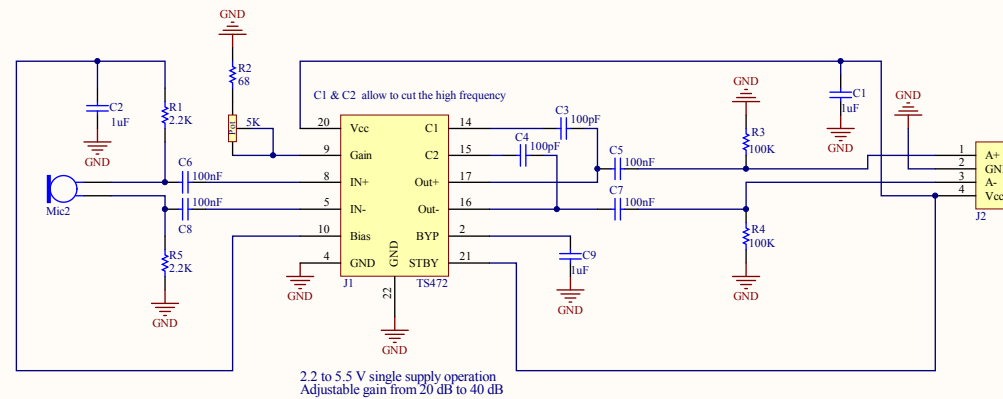 GND
R2
68
5K
Pot
C1 & C2 allow to cut the high frequency
C2
1uF
GND
R1
2.2K
C6
100nF
Mic2
100nF
C8
R5
2.2K
GND
20
9
8
5
10
4
GND
Vcc
Gain
IN+
IN-
Bias
GND
GND
C1
C2
Out+
Out-
BYP
STBY
J1
TS472
22
GND
14
15
17
16
2
21
C3
100pF
C4
100pF
C5
100nF
C7
100nF
C9
1uF
GND
GND
R3
100K
R4
100K
GND
C1
1uF
GND
GND
1
2
3
4
A+
GND
A-
Vcc
J2
2.2 to 5.5 V single supply operation
Adjustable gain from 20 dB to 40 dB